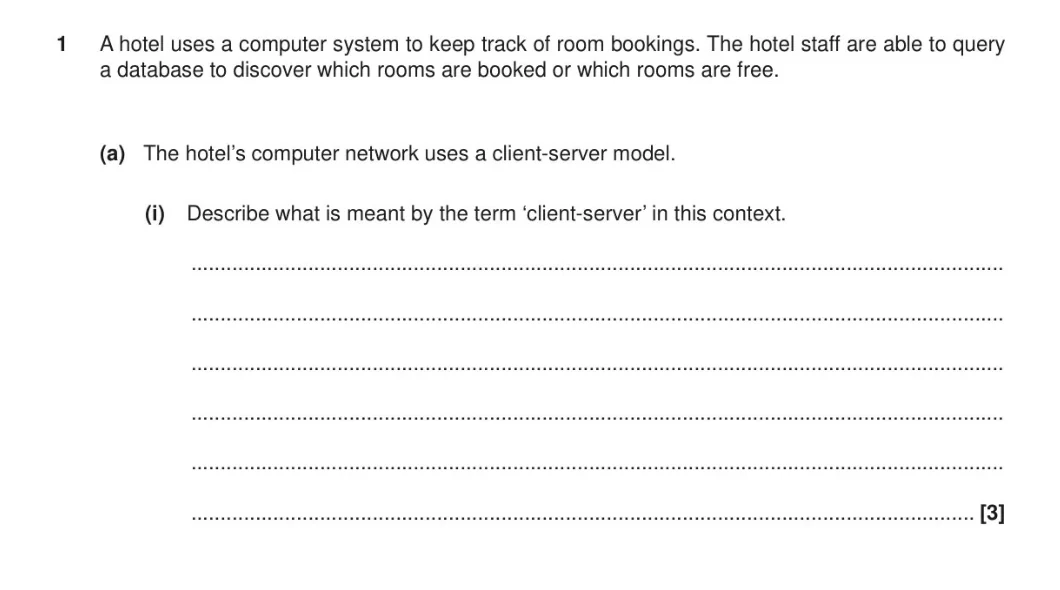 1 A hotel uses a computer system to keep track of room bookings. The hotel staff are able to query
a database to discover which rooms are booked or which rooms are free.
(a) The hotel’s computer network uses a client-server model.
(i) Describe what is meant by the term ‘client-server’ in this context.
..........................................................................................................................................
..........................................................................................................................................
..........................................................................................................................................
..........................................................................................................................................
..........................................................................................................................................
..................................................................................................................................... [3]